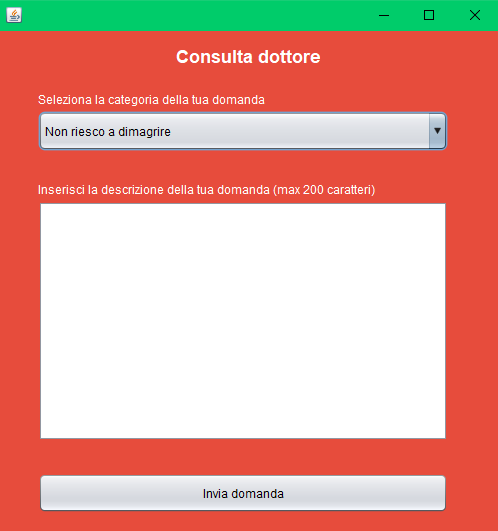 Consulta dottore
Seleziona la categoria della tua domanda
Non riesco a dimagrire
Inserisci la descrizione della tua domanda (max 200 caratteri)
Invia domanda